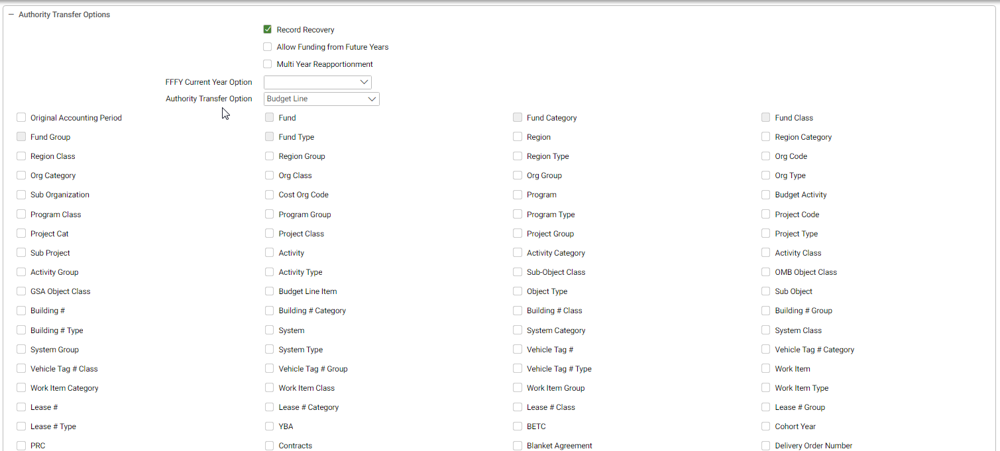 Authority Transfer Options
Record Recovery
Allow Funding from Future Years
Multi Year Reapportionment
FFFY Current Year Option
Authority Transfer Option Budget Line
Original Accounting Period Fund Fund Category Fund Class
Fund Group Fund Type Region Region Category
Region Class Region Group Region Type Org Code
Org Category Org Class Org Group Org Type
Sub Organization Cost Org Code Program Budget Activity
Program Class Program Group Program Type Project Code
Project Cat Project Class Project Group Project Type
Sub Project Activity Activity Category Activity Class
Activity Group Activity Type Sub-Object Class OMB Object Class
GSA Object Class Budget Line Item Object Type Sub Object
Building # Building # Category Building # Class Building # Group
Building # Type System System Category System Class
System Group System Type Vehicle Tag # Vehicle Tag # Category
Vehicle Tag # Class Vehicle Tag # Group Vehicle Tag # Type Work Item
Work Item Category Work Item Class Work Item Group Work Item Type
Lease # Lease # Category Lease # Class Lease # Group
Lease # Type YBA BETC Cohort Year
PRC Contracts Blanket Agreement Delivery Order Number